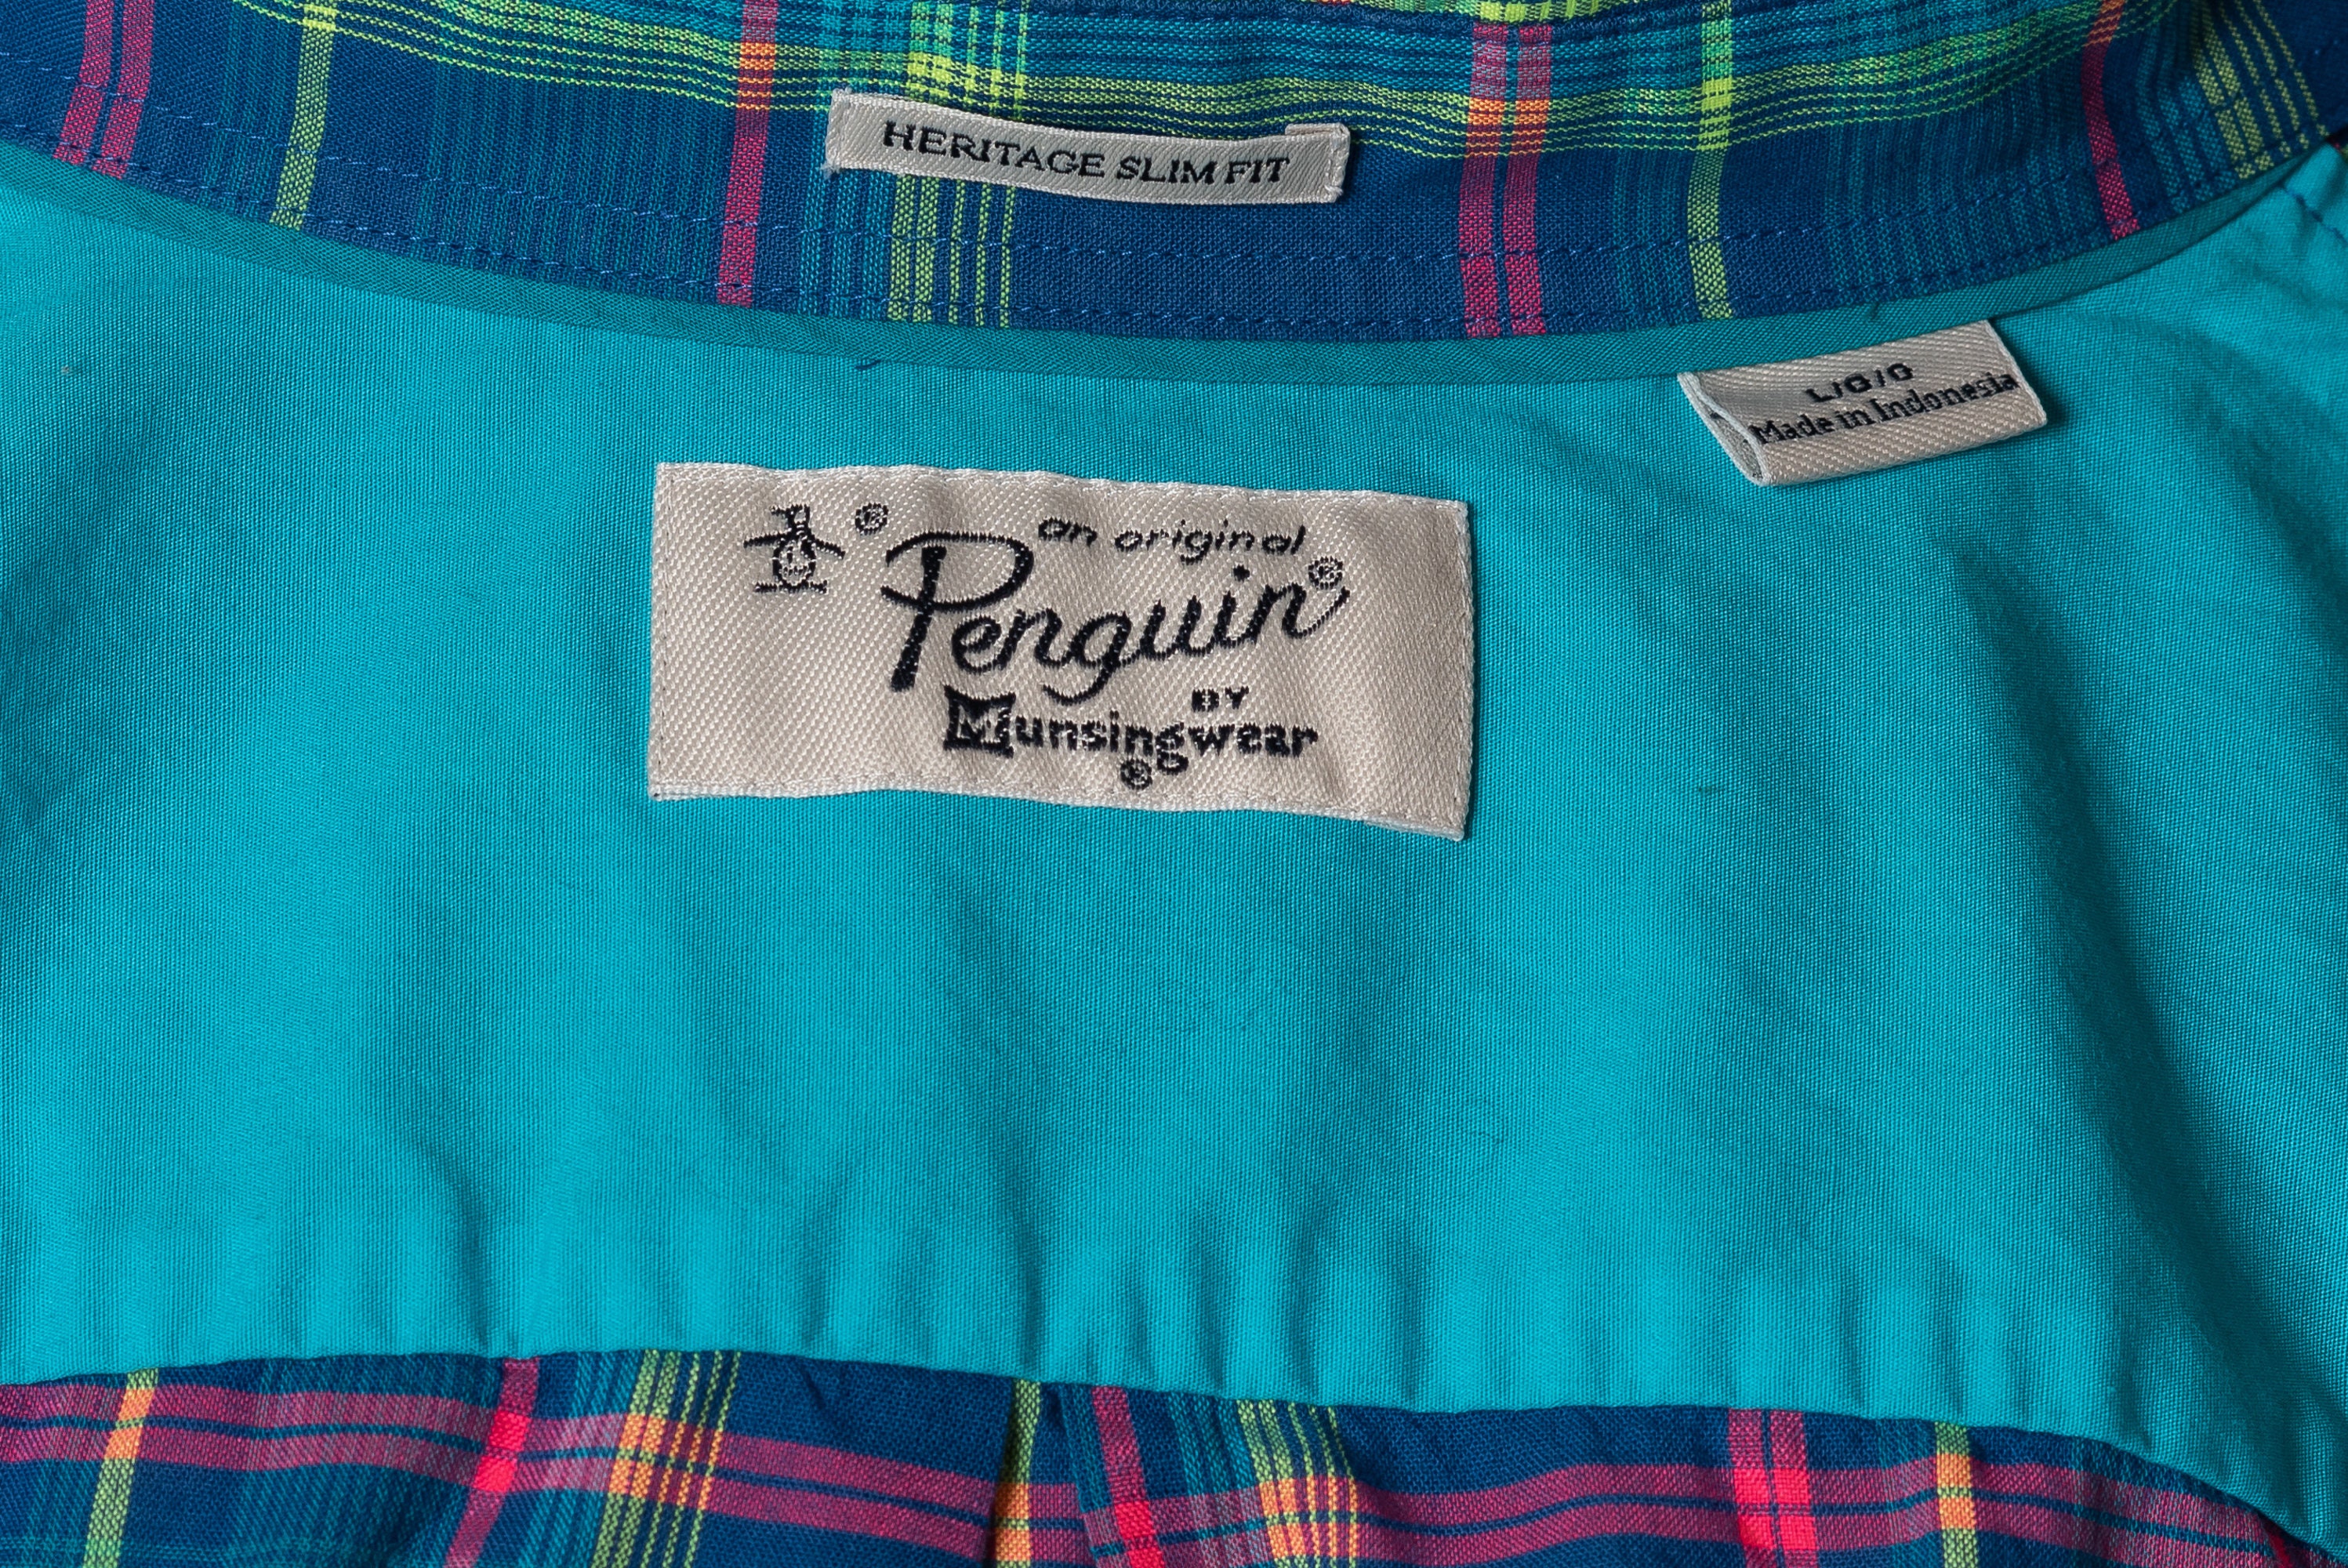 HERITAGE SLIM FIT
L/G/G
Made in Indonesia
®
an original
Penguin®
BY
Munsingwear
®